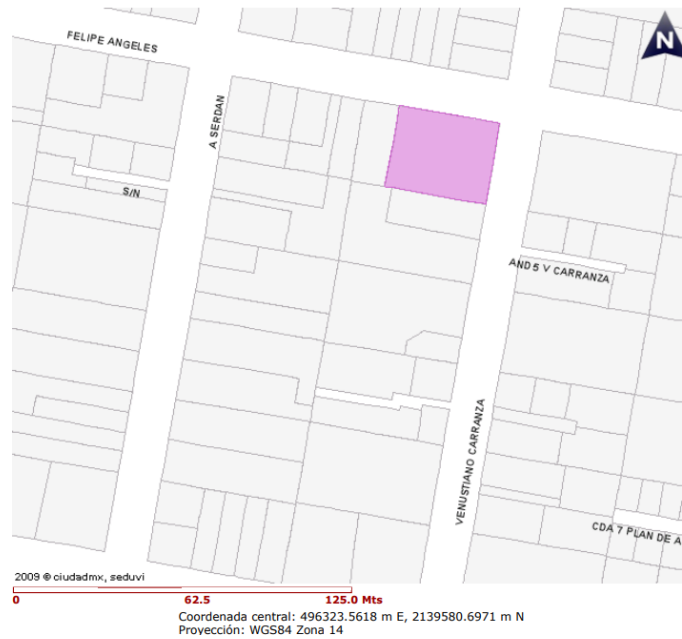 FELIPE ANGELES
N
A SERDAN
S/N
AND 5 V CARRANZA
VENUSTIANO CARRANZA
CDA 7 PLAN DE A
2009 © ciudadmx, seduvi
0 62.5 125.0 Mts
Coordenada central: 496323.5618 m E, 2139580.6971 m N
Proyección: WGS84 Zona 14